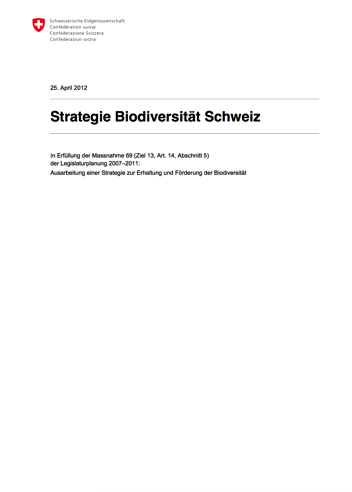 Schweizerische Eidgenossenschaft
Confédération suisse
Confederazione Svizzera
Confederaziun svizra
25. April 2012
Strategie Biodiversität Schweiz
In Erfüllung der Massnahme 69 (Ziel 13, Art. 14, Abschnitt 5)
der Legislaturplanung 2007–2011:
Ausarbeitung einer Strategie zur Erhaltung und Förderung der Biodiversität